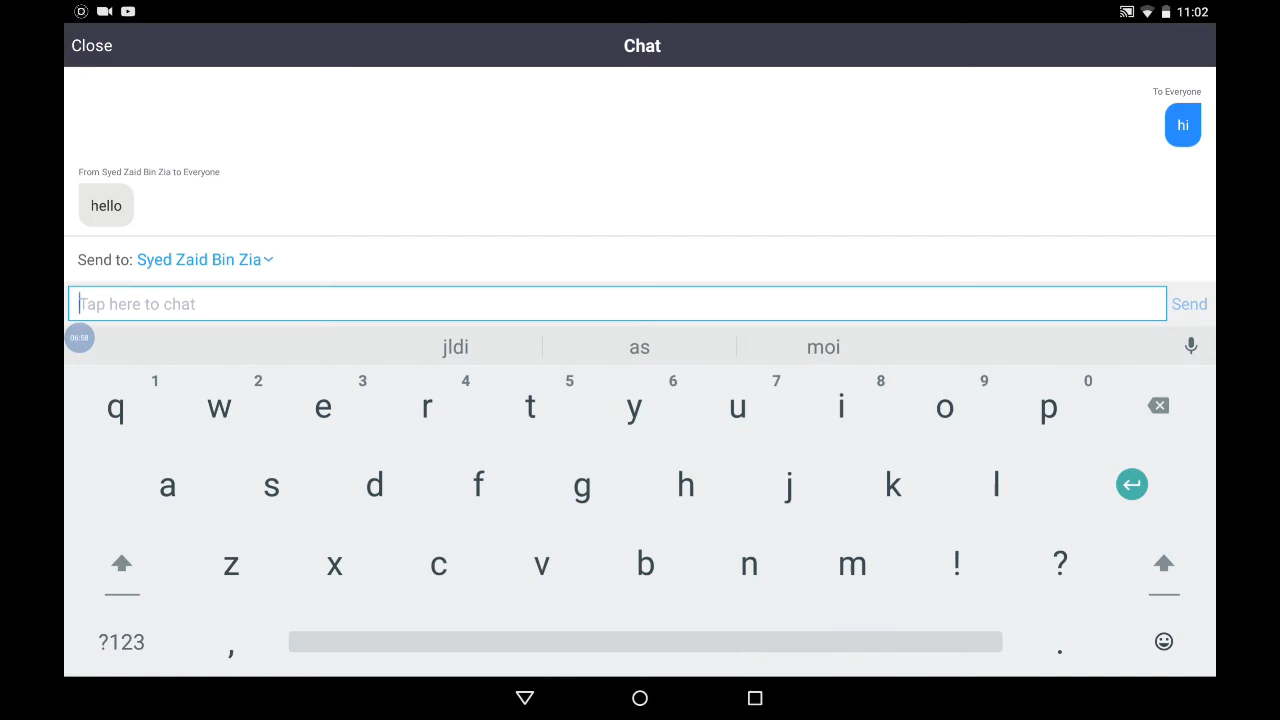 11:02
Close Chat
To Everyone
hi
From Syed Zaid Bin Zia to Everyone
hello
Send to: Syed Zaid Bin Zia
Tap here to chat Send
06:58
jldi as moi
1 2 3 4 5 6 7 8 9 0
q w e r t y u i o p
a s d f g h j k l
z x c v b n m ! ?
?123 , .